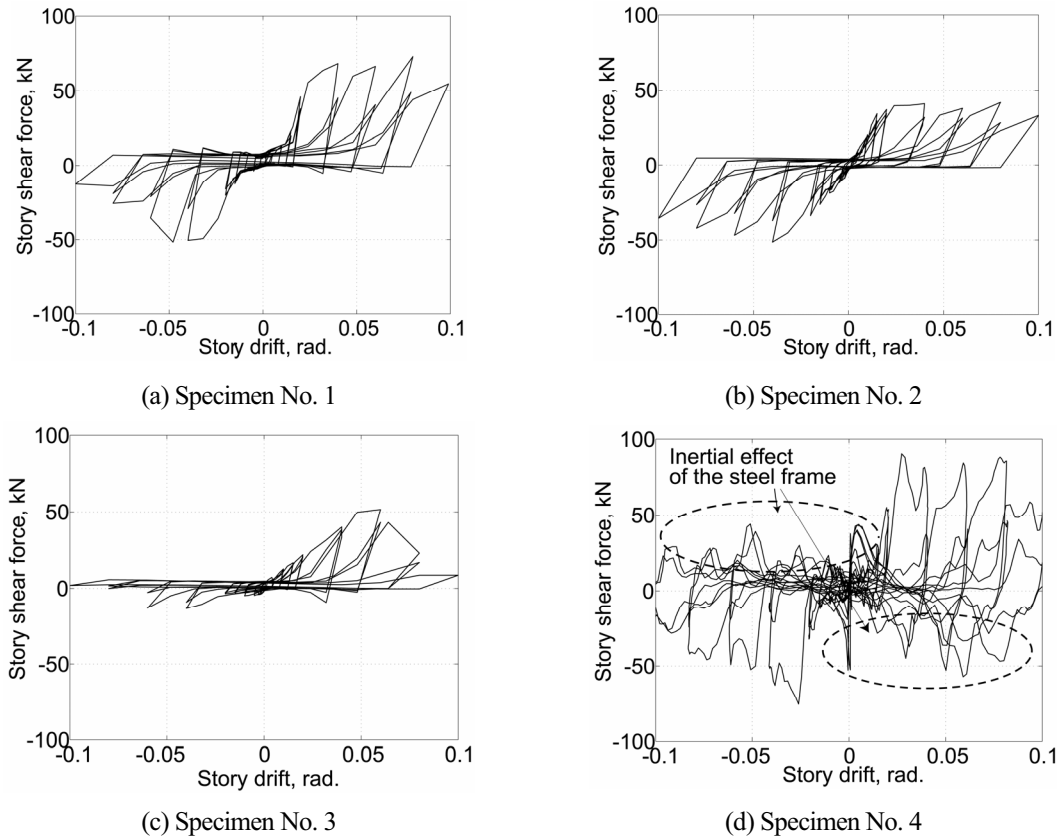 100
50
0
-50
-100
-0.1
-0.05
0
0.05
0.1
Story shear force, kN
Story drift, rad.
(a) Specimen No. 1
100
50
0
-50
-100
-0.1
-0.05
0
0.05
0.1
Story shear force, kN
Story drift, rad.
(b) Specimen No. 2
100
50
0
-50
-100
-0.1
-0.05
0
0.05
0.1
Story shear force, kN
Story drift, rad.
(c) Specimen No. 3
Inertial effect
of the steel frame
100
50
0
-50
-100
-0.1
-0.05
0
0.05
0.1
Story shear force, kN
Story drift, rad.
(d) Specimen No. 4